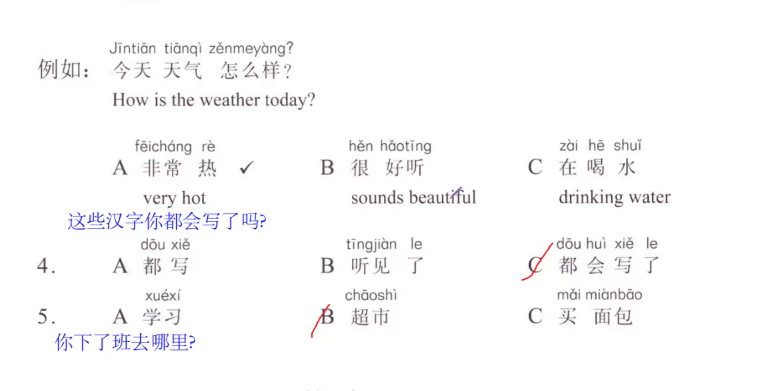 Jīntiān tiānqì zěnmeyàng?
例如： 今天 天气 怎么样?
How is the weather today?
fēicháng rè hěn hǎotīng zài hē shuǐ
A 非常 热 ✓ B 很 好听 C 在 喝 水
very hot sounds beautiful drinking water
这些汉字你都会写了吗?
dōu xiě tīngjiàn le dōu huì xiě le
4. A 都 写 B 听见 了 C 都 会 写 了
xuéxí chāoshì mǎi miànbāo
5. A 学习 B 超市 C 买 面包
你下了班去哪里?